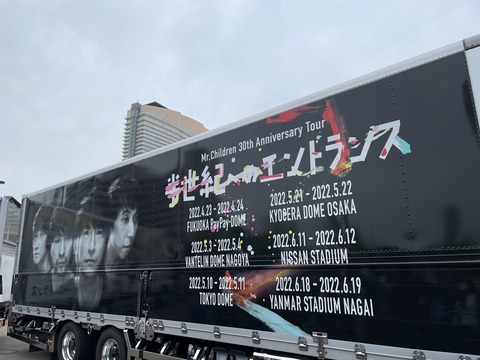 Mr.Children 30th Anniversary Tour
半世紀へのエントランス
2022.4.23 - 2022.4.24
FUKUOKA PayPay DOME
2022.5.3 - 2022.5.4
VANTELIN DOME NAGOYA
2022.5.10 - 2022.5.11
TOKYO DOME
2022.5.21 - 2022.5.22
KYOCERA DOME OSAKA
2022.6.11 - 2022.6.12
NISSAN STADIUM
2022.6.18 - 2022.6.19
YANMAR STADIUM NAGAI